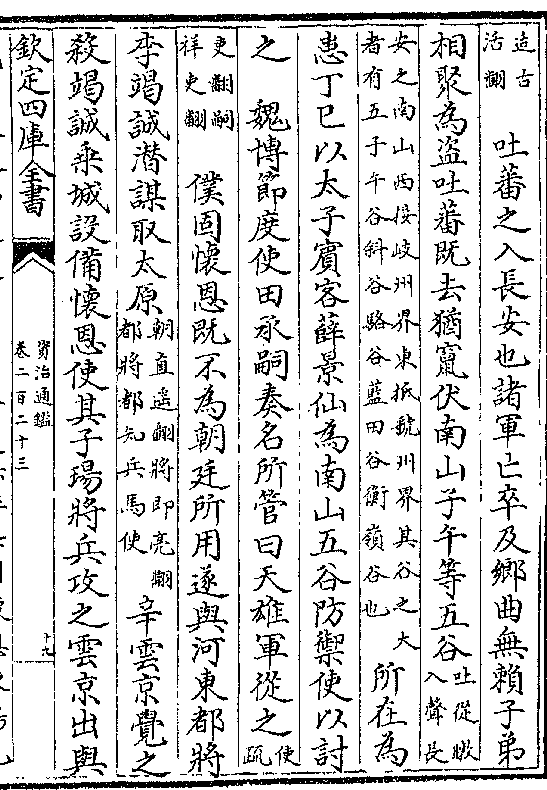 造古
活翻
吐蕃之入長安也諸軍亡卒及鄉曲無賴子弟
相聚為盗吐蕃既去猶竄伏南山子午等五谷
吐從暾
入聲長
安之南山西接岐州界東抵虢州界其谷之大
者有五子午谷斜谷駱谷藍田谷衡嶺谷也
所在為
患丁巳以太子賓客薛景仙為南山五谷防禦使以討
之 魏博節度使田承嗣奏名所管曰天雄軍從之
使
疏
吏翻嗣
祥吏翻
僕固懷恩既不為朝廷所用遂與河東都將
李竭誠潛謀取太原
朝直遥翻將即亮翻
都將都知兵馬使
辛雲京覺之
殺竭誠乗城設備懷恩使其子瑒將兵攻之雲京出與
欽定四庫全書
資治通鑑
卷二百二十三
十九